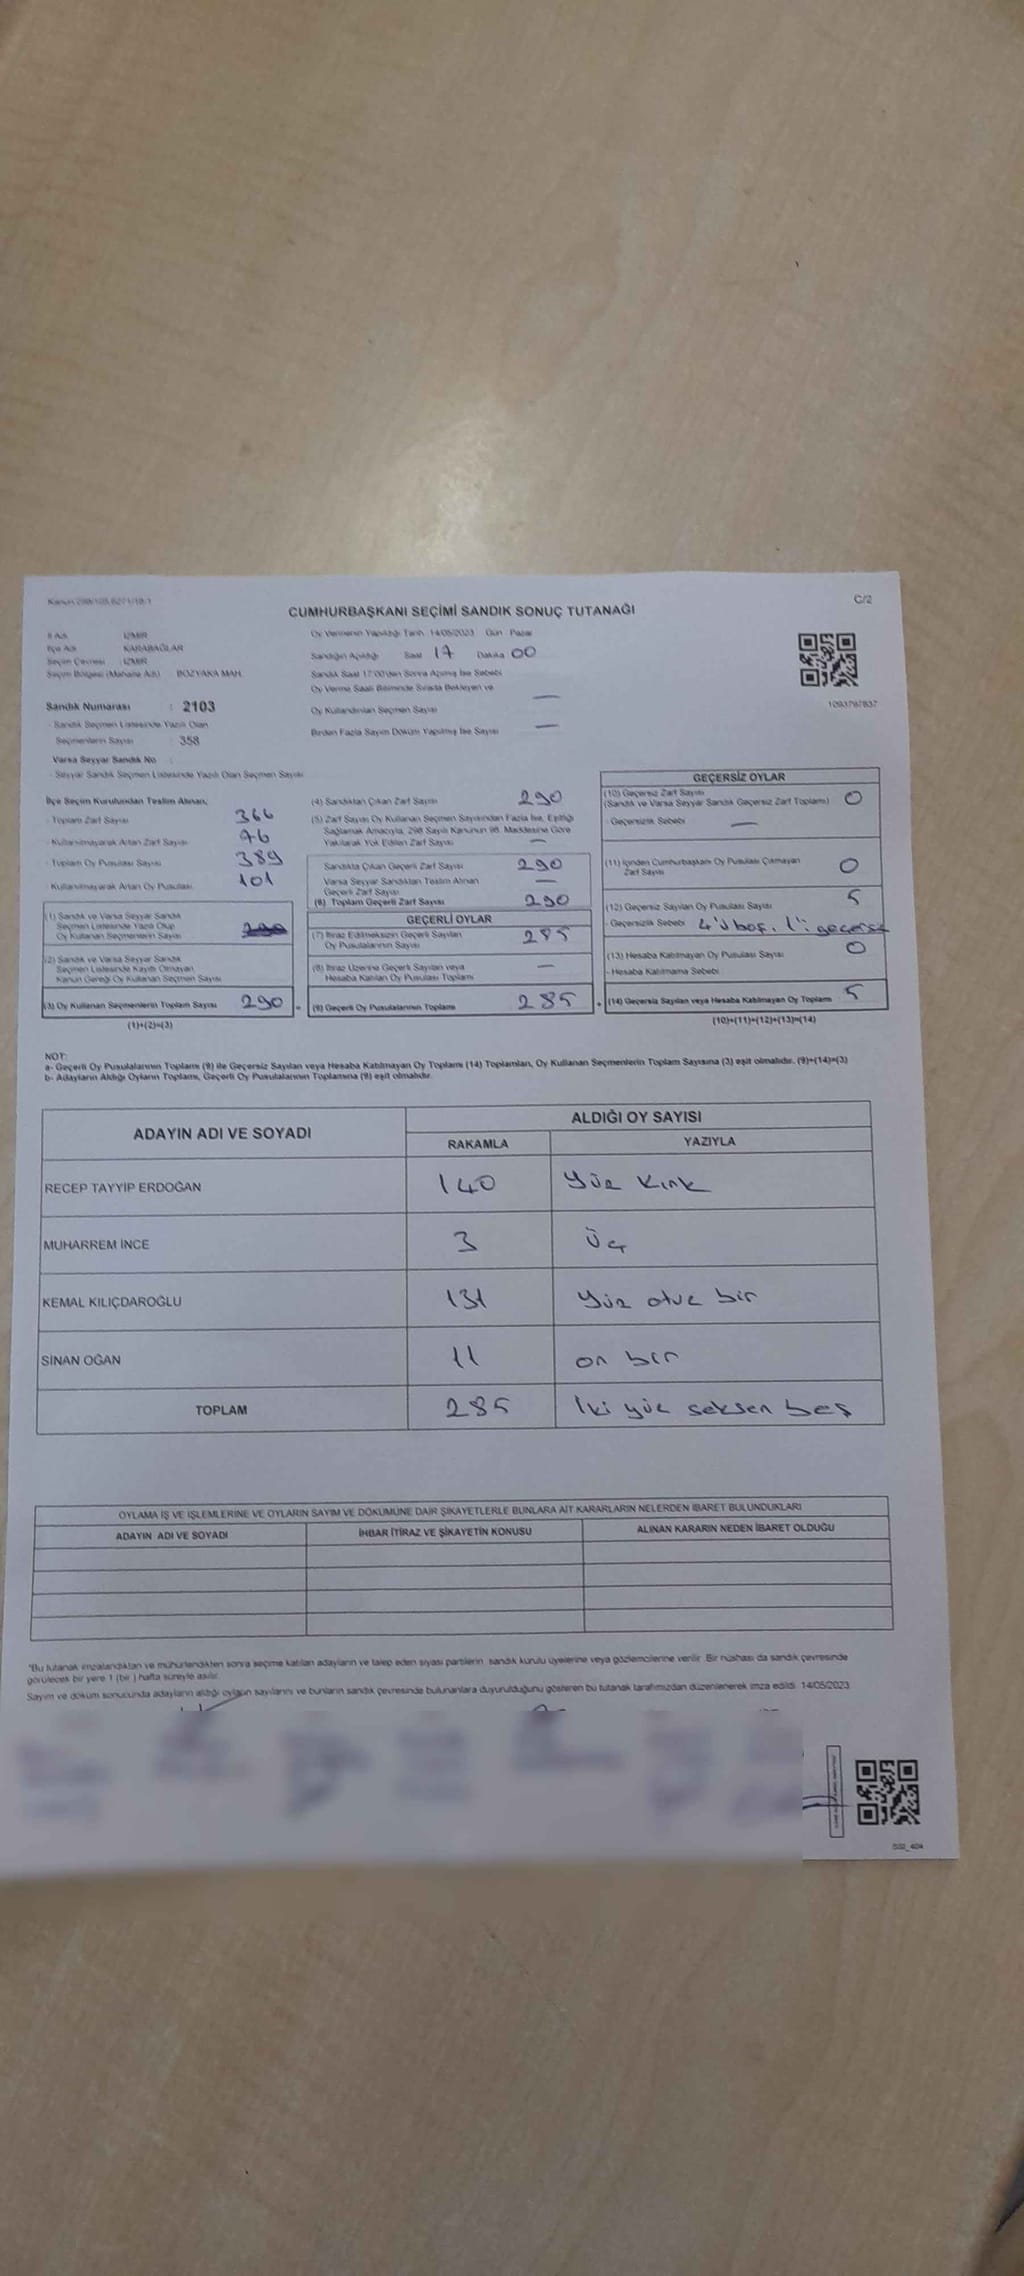 CUMHURBAŞKANI SEÇİMİ SANDIK SONUÇ TUTANAĞI
C/2
İl Adı İZMİR
İlçe Adı KARABAĞLAR
Seçim Çevresi : İZMİR
Seçim Bölgesi (Mahalle Adı) BOZYAKA MAH.
Sandık Numarası : 2103
- Sandık Seçmen Listesinde Yazılı Olan
Seçmenlerin Sayısı 358
Varsa Seyyar Sandık No :
- Seyyar Sandık Seçmen Listesinde Yazılı Olan Seçmen Sayısı
Oy Vermenin Yapıldığı Tarih 14/05/2023 Gün Pazar
Sandığın Açıldığı Saat 17 Dakika 00
Sandık Saat 17:00'den Sonra Açılmış İse Sebebi
Oy Verme Saati Bitiminde Sırada Bekleyen ve
Oy Kullandırılan Seçmen Sayısı —
Birden Fazla Sayım Döküm Yapılmış İse Sayısı —
1093797837
İlçe Seçim Kurulundan Teslim Alınan;
- Toplam Zarf Sayısı 366
- Kullanılmayarak Artan Zarf Sayısı 76
- Toplam Oy Pusulası Sayısı 389
- Kullanılmayarak Artan Oy Pusulası 101
(1) Sandık ve Varsa Seyyar Sandık
Seçmen Listesinde Yazılı Olup
Oy Kullanan Seçmenlerin Sayısı
(2) Sandık ve Varsa Seyyar Sandık
Seçmen Listesinde Kayıtlı Olmayan
Kanun Gereği Oy Kullanan Seçmen Sayısı
(3) Oy Kullanan Seçmenlerin Toplam Sayısı 290
(1)+(2)=(3)
(4) Sandıktan Çıkan Zarf Sayısı 290
(5) Zarf Sayısı Oy Kullanan Seçmen Sayısından Fazla İse, Eşitliği
Sağlamak Amacıyla, 298 Sayılı Kanunun 98. Maddesine Göre
Yakılarak Yok Edilen Zarf Sayısı —
Sandıkta Çıkan Geçerli Zarf Sayısı 290
Varsa Seyyar Sandıktan Teslim Alınan
Geçerli Zarf Sayısı —
(6) Toplam Geçerli Zarf Sayısı 290
GEÇERLİ OYLAR
(7) İtiraz Edilmeksizin Geçerli Sayılan
Oy Pusulalarının Sayısı 285
(8) İtiraz Üzerine Geçerli Sayılan veya
Hesaba Katılan Oy Pusulası Toplamı —
(9) Geçerli Oy Pusulalarının Toplamı 285 +
GEÇERSİZ OYLAR
(10) Geçersiz Zarf Sayısı
(Sandık ve Varsa Seyyar Sandık Geçersiz Zarf Toplamı) 0
- Geçersizlik Sebebi —
(11) İçinden Cumhurbaşkanı Oy Pusulası Çıkmayan
Zarf Sayısı 0
(12) Geçersiz Sayılan Oy Pusulası Sayısı 5
- Geçersizlik Sebebi 4'ü boş, 1'i geçersiz
(13) Hesaba Katılmayan Oy Pusulası Sayısı 0
- Hesaba Katılmama Sebebi
(14) Geçersiz Sayılan veya Hesaba Katılmayan Oy Toplamı 5
(10)+(11)+(12)+(13)=(14)
NOT:
a- Geçerli Oy Pusulalarının Toplamı (9) ile Geçersiz Sayılan veya Hesaba Katılmayan Oy Toplamı (14) Toplamları, Oy Kullanan Seçmenlerin Toplam Sayısına (3) eşit olmalıdır. (9)+(14)=(3)
b- Adayların Aldığı Oyların Toplamı, Geçerli Oy Pusulalarının Toplamına (9) eşit olmalıdır.
ADAYIN ADI VE SOYADI ALDIĞI OY SAYISI
RAKAMLA YAZIYLA
RECEP TAYYİP ERDOĞAN 140 Yüz kırk
MUHARREM İNCE 3 Üç
KEMAL KILIÇDAROĞLU 131 Yüz otuz bir
SİNAN OĞAN 11 on bir
TOPLAM 285 İki yüz seksen beş
OYLAMA İŞ VE İŞLEMLERİNE VE OYLARIN SAYIM VE DÖKÜMÜNE DAİR ŞİKAYETLERLE BUNLARA AİT KARARLARIN NELERDEN İBARET BULUNDUKLARI
ADAYIN ADI VE SOYADI İHBAR İTİRAZ VE ŞİKAYETİN KONUSU ALINAN KARARIN NEDEN İBARET OLDUĞU
"Bu tutanak imzalandıktan ve mühürlendikten sonra seçime katılan adayların ve talep eden siyasi partilerin sandık kurulu üyelerine veya gözlemcilerine verilir. Bir nüshası da sandık çevresinde
görülecek bir yere 1 (bir) hafta süreyle asılır.
Sayım ve döküm sonucunda adayların aldığı oyların sayılarını ve bunların sandık çevresinde bulunanlara duyurulduğunu gösteren bu tutanak tarafımızdan düzenlenerek imza edildi. 14/05/2023